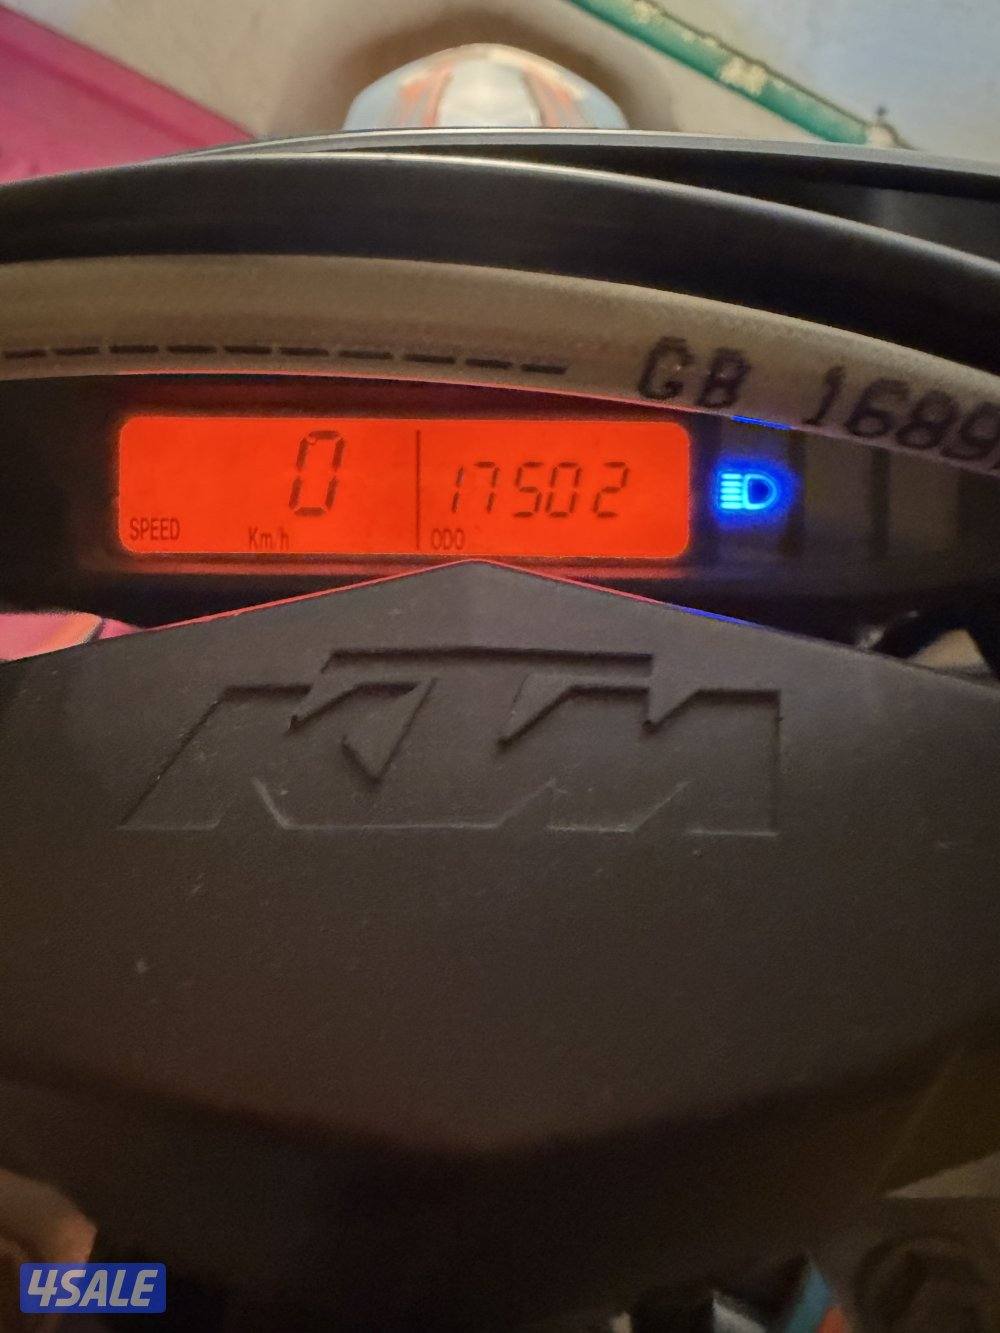 GB 1689
0
17502
SPEED
Km/h
ODO
KTM
4SALE